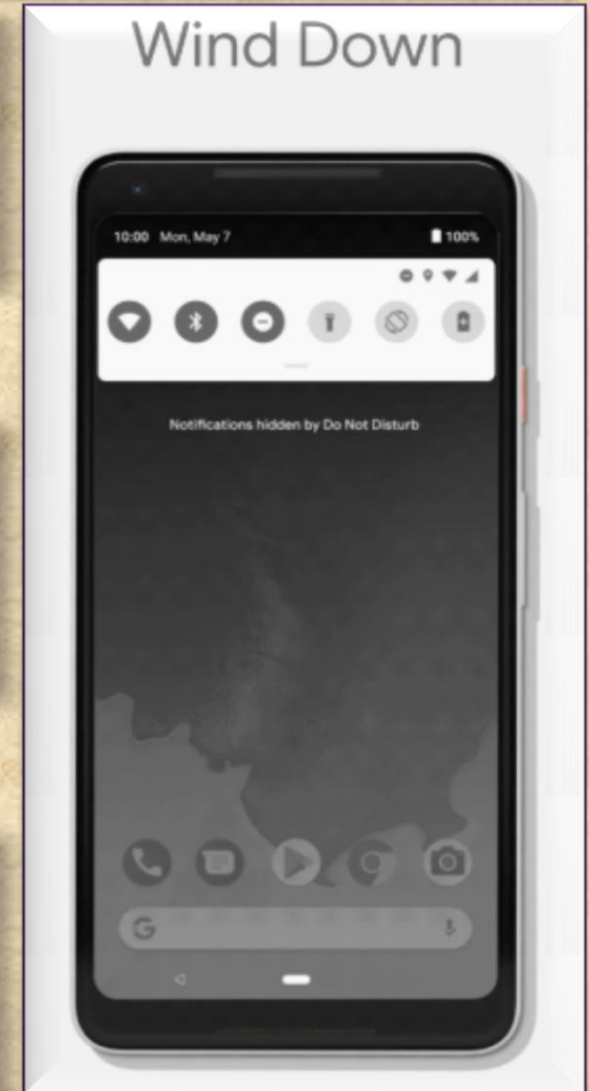 Wind Down
10:00 Mon, May 7 100%
Notifications hidden by Do Not Disturb
G